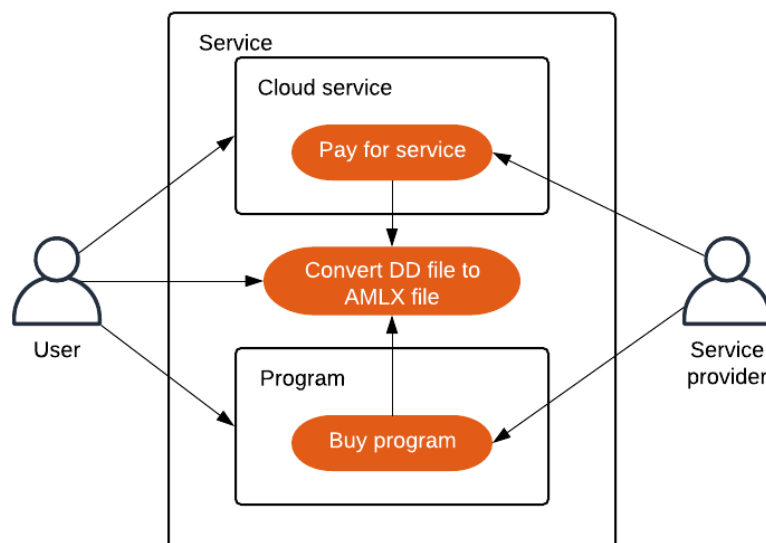 Service
Cloud service
Pay for service
Convert DD file to
AMLX file
User
Service
provider
Program
Buy program